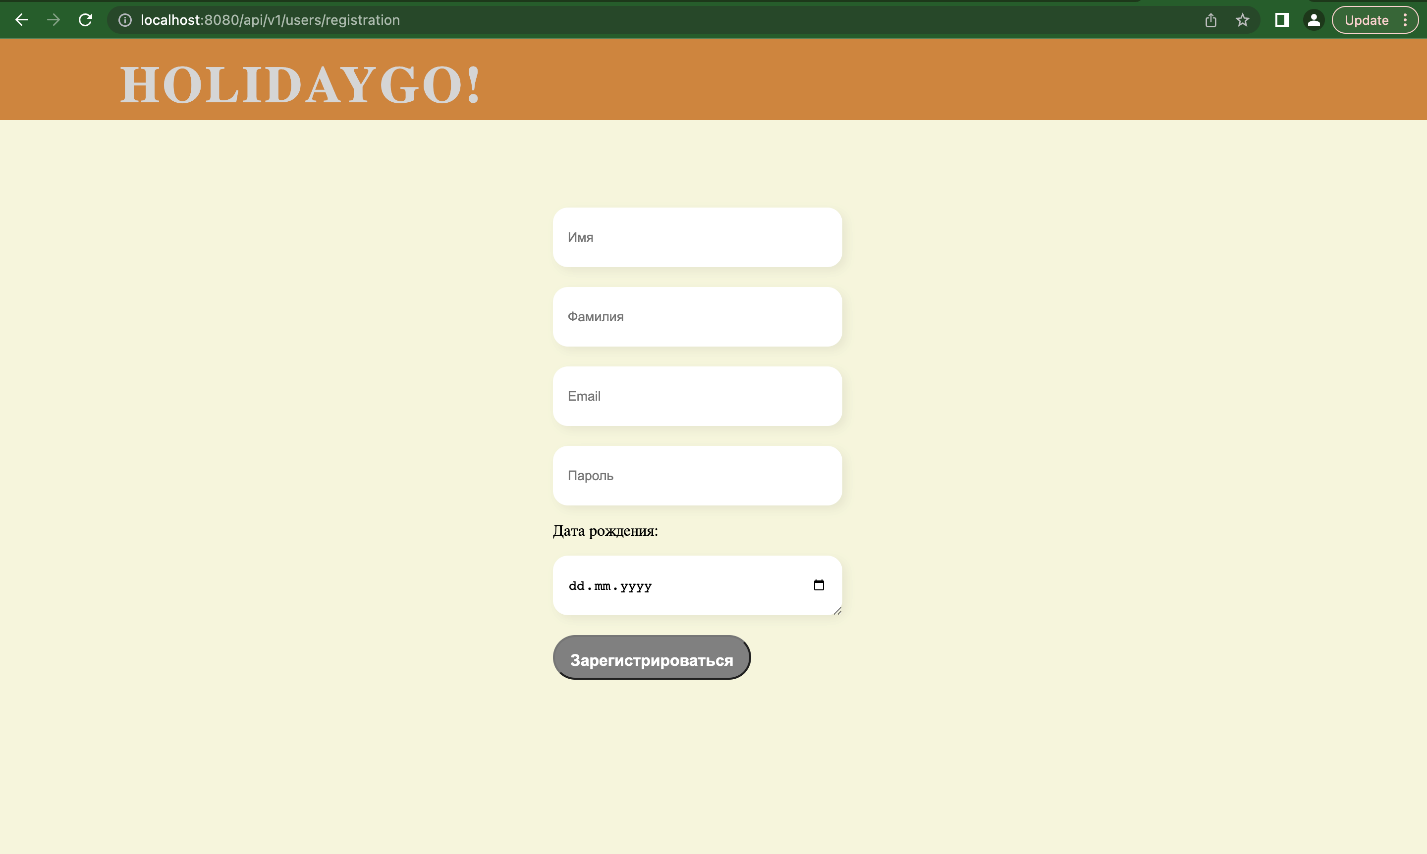 localhost:8080/api/v1/users/registration
Update
HOLIDAYGO!
Имя
Фамилия
Email
Пароль
Дата рождения:
dd.mm.yyyy
Зарегистрироваться